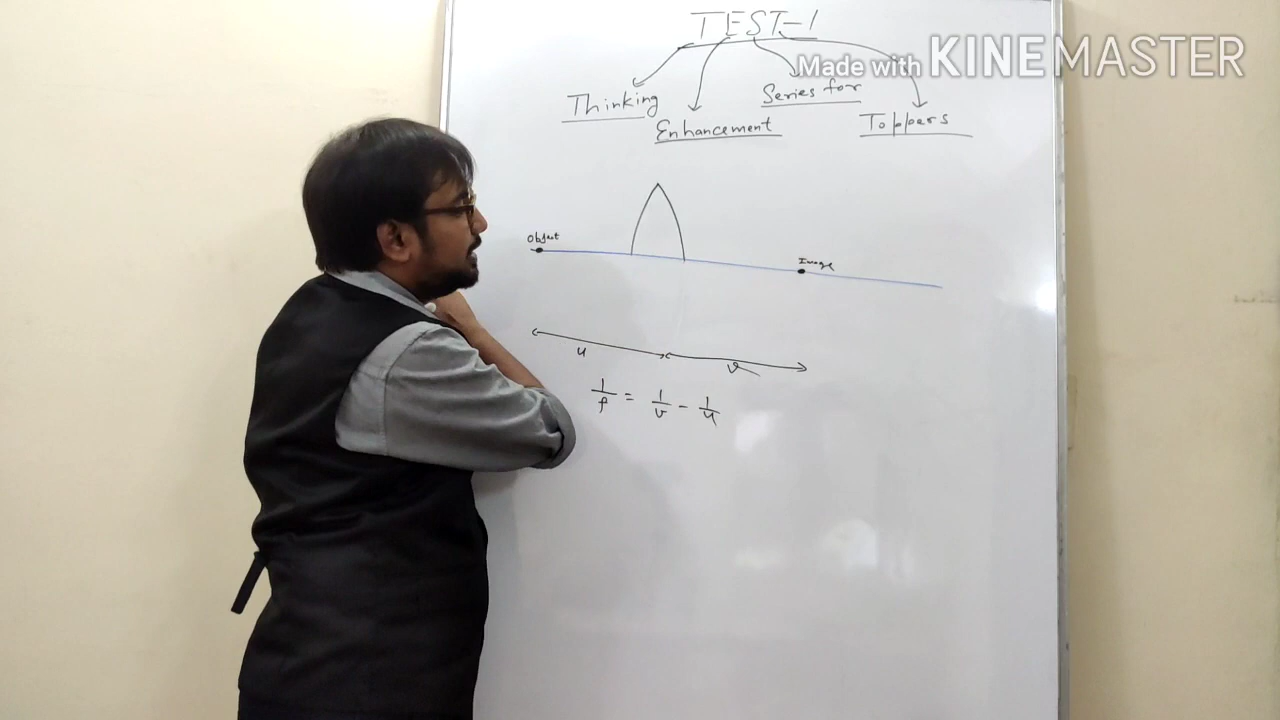 TEST-1
Made with KINEMASTER
Thinking
Enhancement
Series for
Toppers
Object
Image
u
v
1/f = 1/v - 1/u